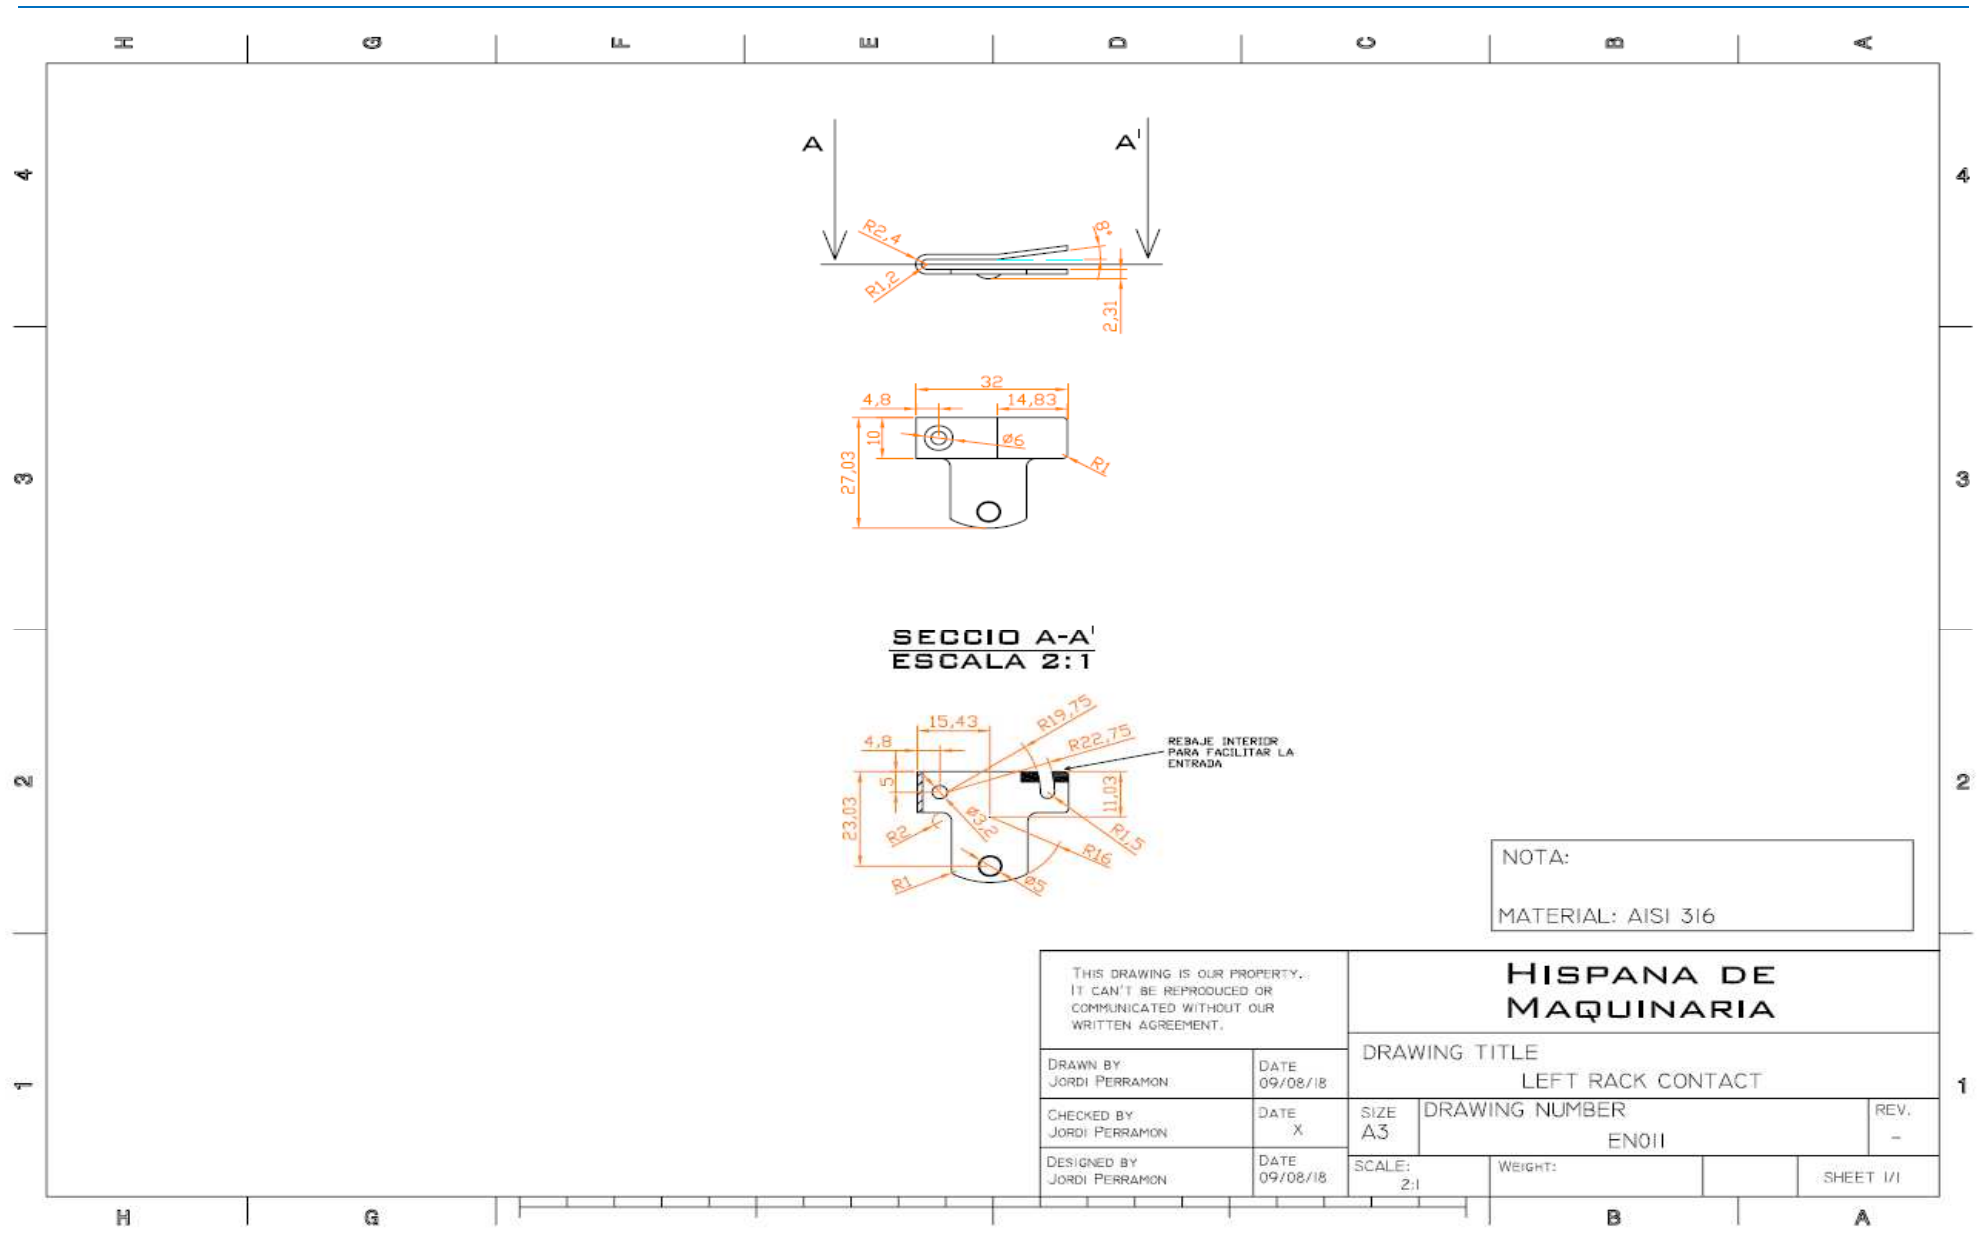 H G F E D C B A
A A'
4 4
R2,4
8°
R1,2
2,31
32
4,8 14,83
10
Ø6
R1
27,03
3 3
SECCIO A-A'
ESCALA 2:1
15,43
R19,75
4,8
R22,75
REBAJE INTERIOR
PARA FACILITAR LA
ENTRADA
5
11,03
23,03
Ø3,2
R2
R1,5
R16
R1
Ø5
2 2
NOTA:
MATERIAL: AISI 316
THIS DRAWING IS OUR PROPERTY.
IT CAN'T BE REPRODUCED OR
COMMUNICATED WITHOUT OUR
WRITTEN AGREEMENT.
HISPANA DE
MAQUINARIA
DRAWN BY
JORDI PERRAMON
DATE
09/08/18
DRAWING TITLE
LEFT RACK CONTACT
1 1
CHECKED BY
JORDI PERRAMON
DATE
X
SIZE
A3
DRAWING NUMBER
EN011
REV.
-
DESIGNED BY
JORDI PERRAMON
DATE
09/08/18
SCALE:
2:1
WEIGHT:
SHEET 1/1
H G B A